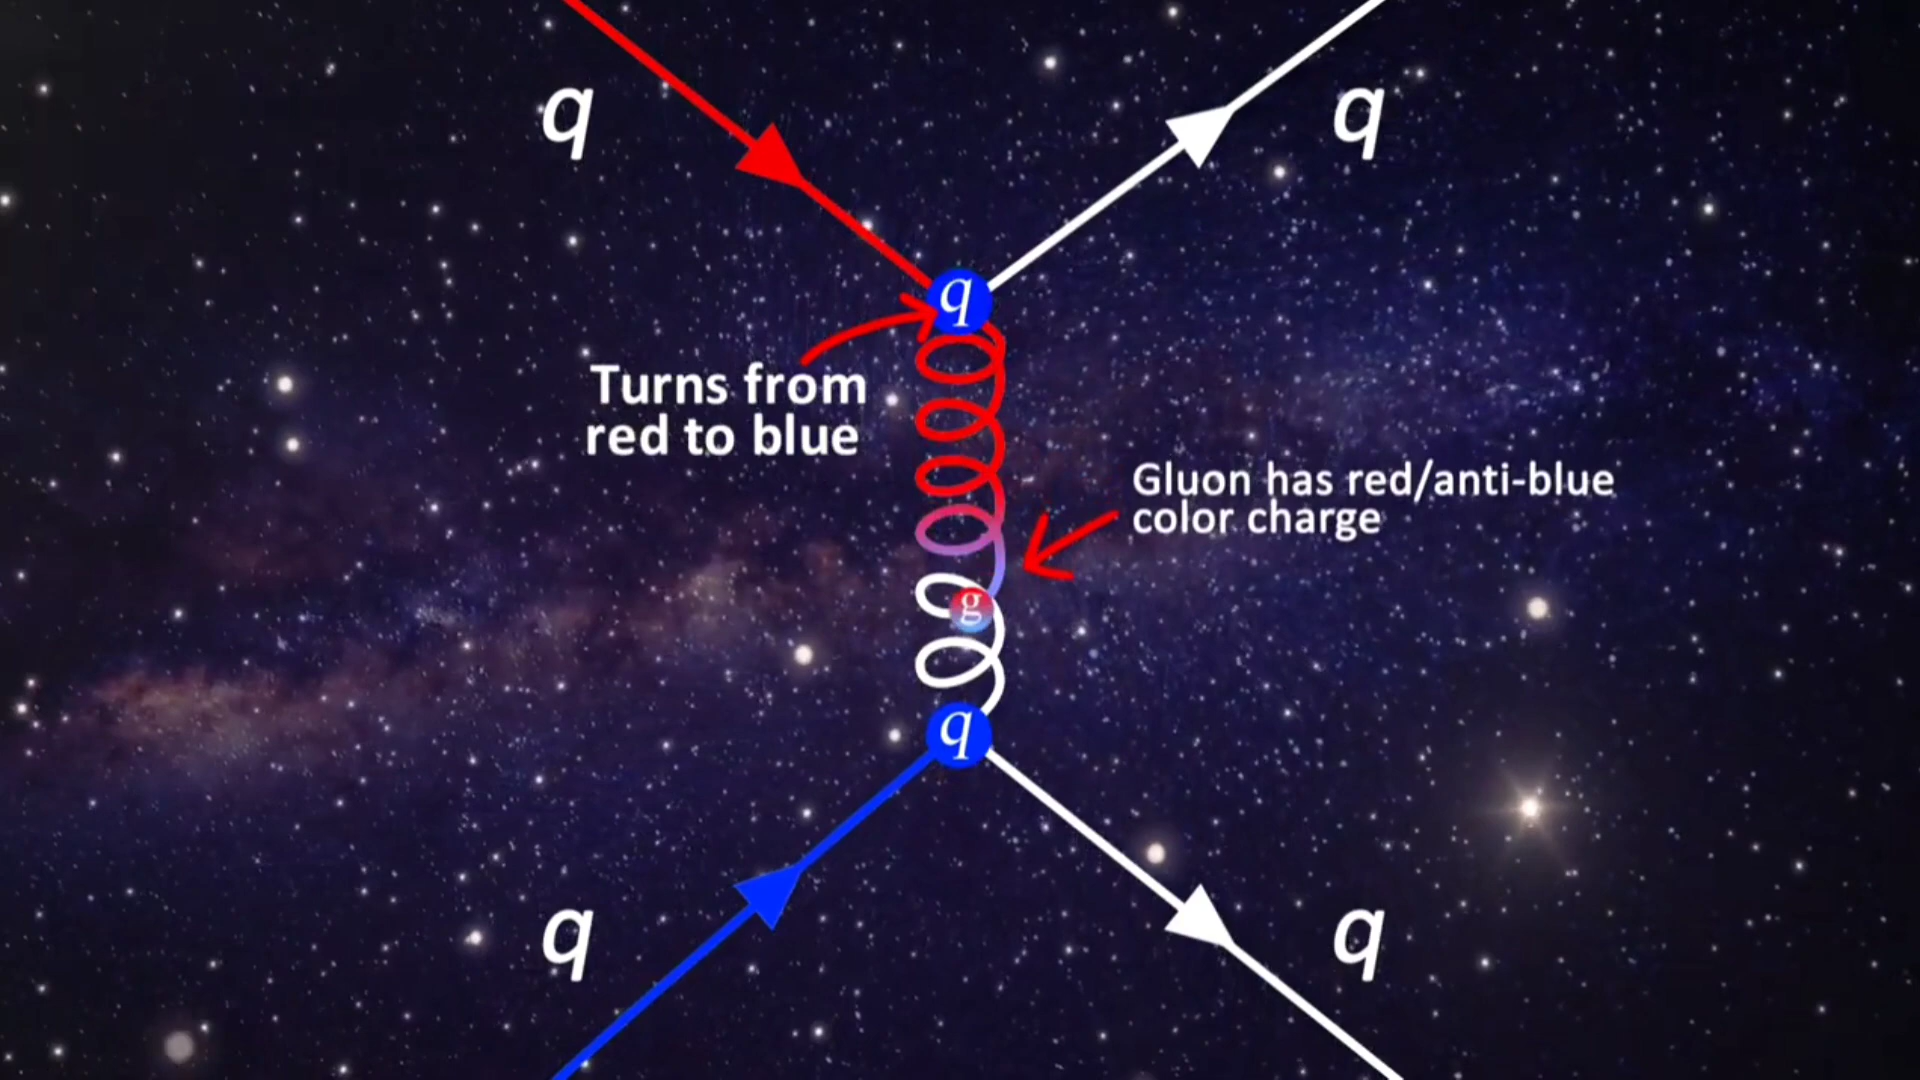 q
q
q
Turns from
red to blue
Gluon has red/anti-blue
color charge
g
q
q
q